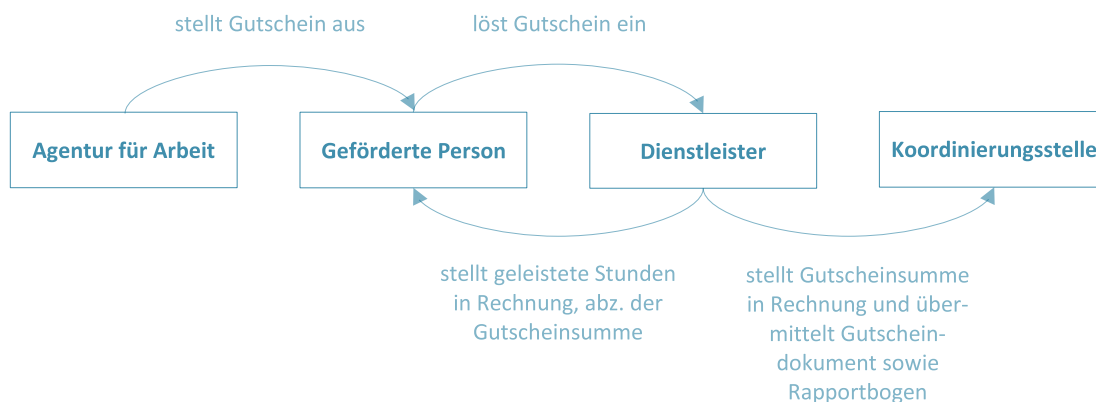 stellt Gutschein aus
löst Gutschein ein
Agentur für Arbeit
Geförderte Person
Dienstleister
Koordinierungsstelle
stellt geleistete Stunden
in Rechnung, abz. der
Gutscheinsumme
stellt Gutscheinsumme
in Rechnung und über-
mittelt Gutschein-
dokument sowie
Rapportbogen